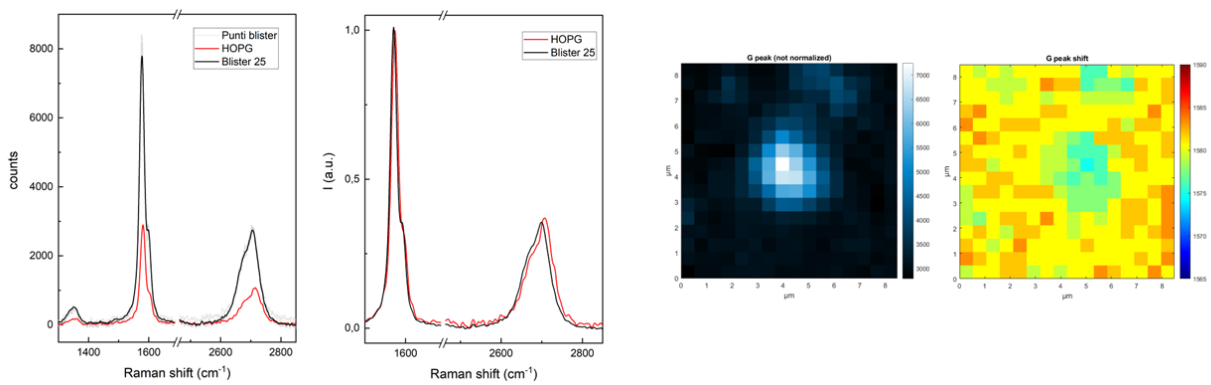 Punti blister
HOPG
Blister 25
8000
6000
4000
2000
0
counts
1400
1600
2600
2800
Raman shift (cm⁻¹)
HOPG
Blister 25
1,0
0,5
0,0
I (a.u.)
1600
2600
2800
Raman shift (cm⁻¹)
G peak (not normalized)
8
7
6
5
4
3
2
1
0
µm
0 1 2 3 4 5 6 7 8
µm
7000
6500
6000
5500
5000
4500
4000
3500
3000
G peak shift
8
7
6
5
4
3
2
1
0
µm
0 1 2 3 4 5 6 7 8
µm
1590
1585
1580
1575
1570
1565